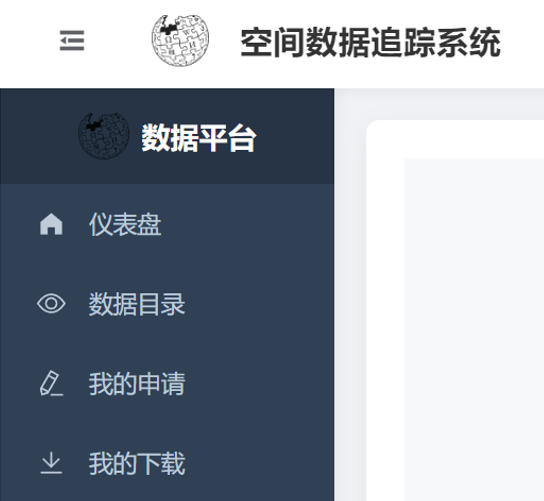 空间数据追踪系统
数据平台
仪表盘
数据目录
我的申请
我的下载